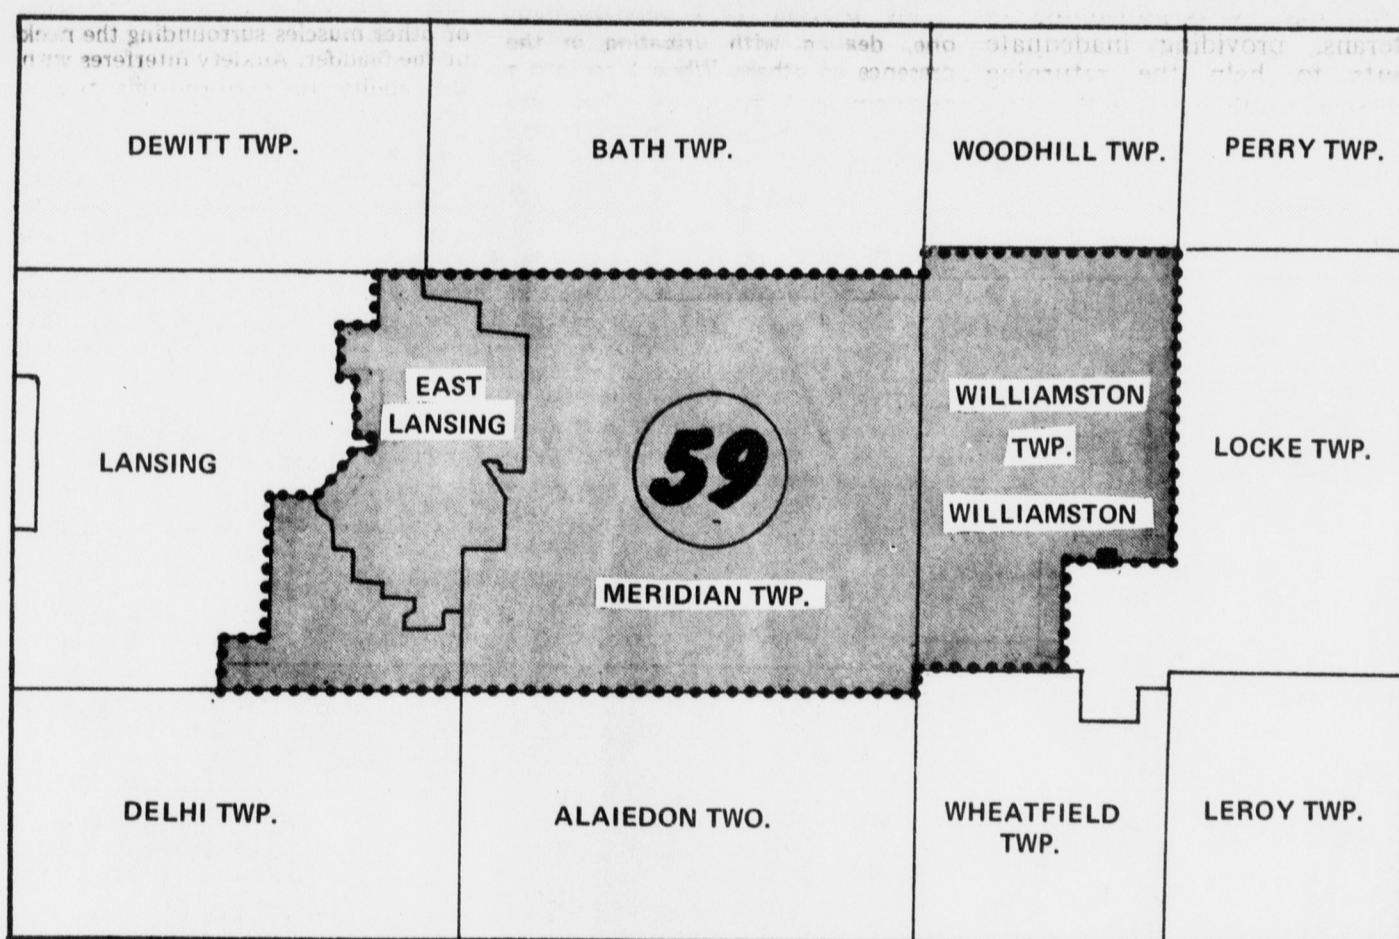 DEWITT TWP.
BATH TWP.
WOODHILL TWP.
PERRY TWP.
EAST
LANSING
LANSING
59
WILLIAMSTON
TWP.
WILLIAMSTON
LOCKE TWP.
MERIDIAN TWP.
DELHI TWP.
ALAIEDON TWO.
WHEATFIELD
TWP.
LEROY TWP.